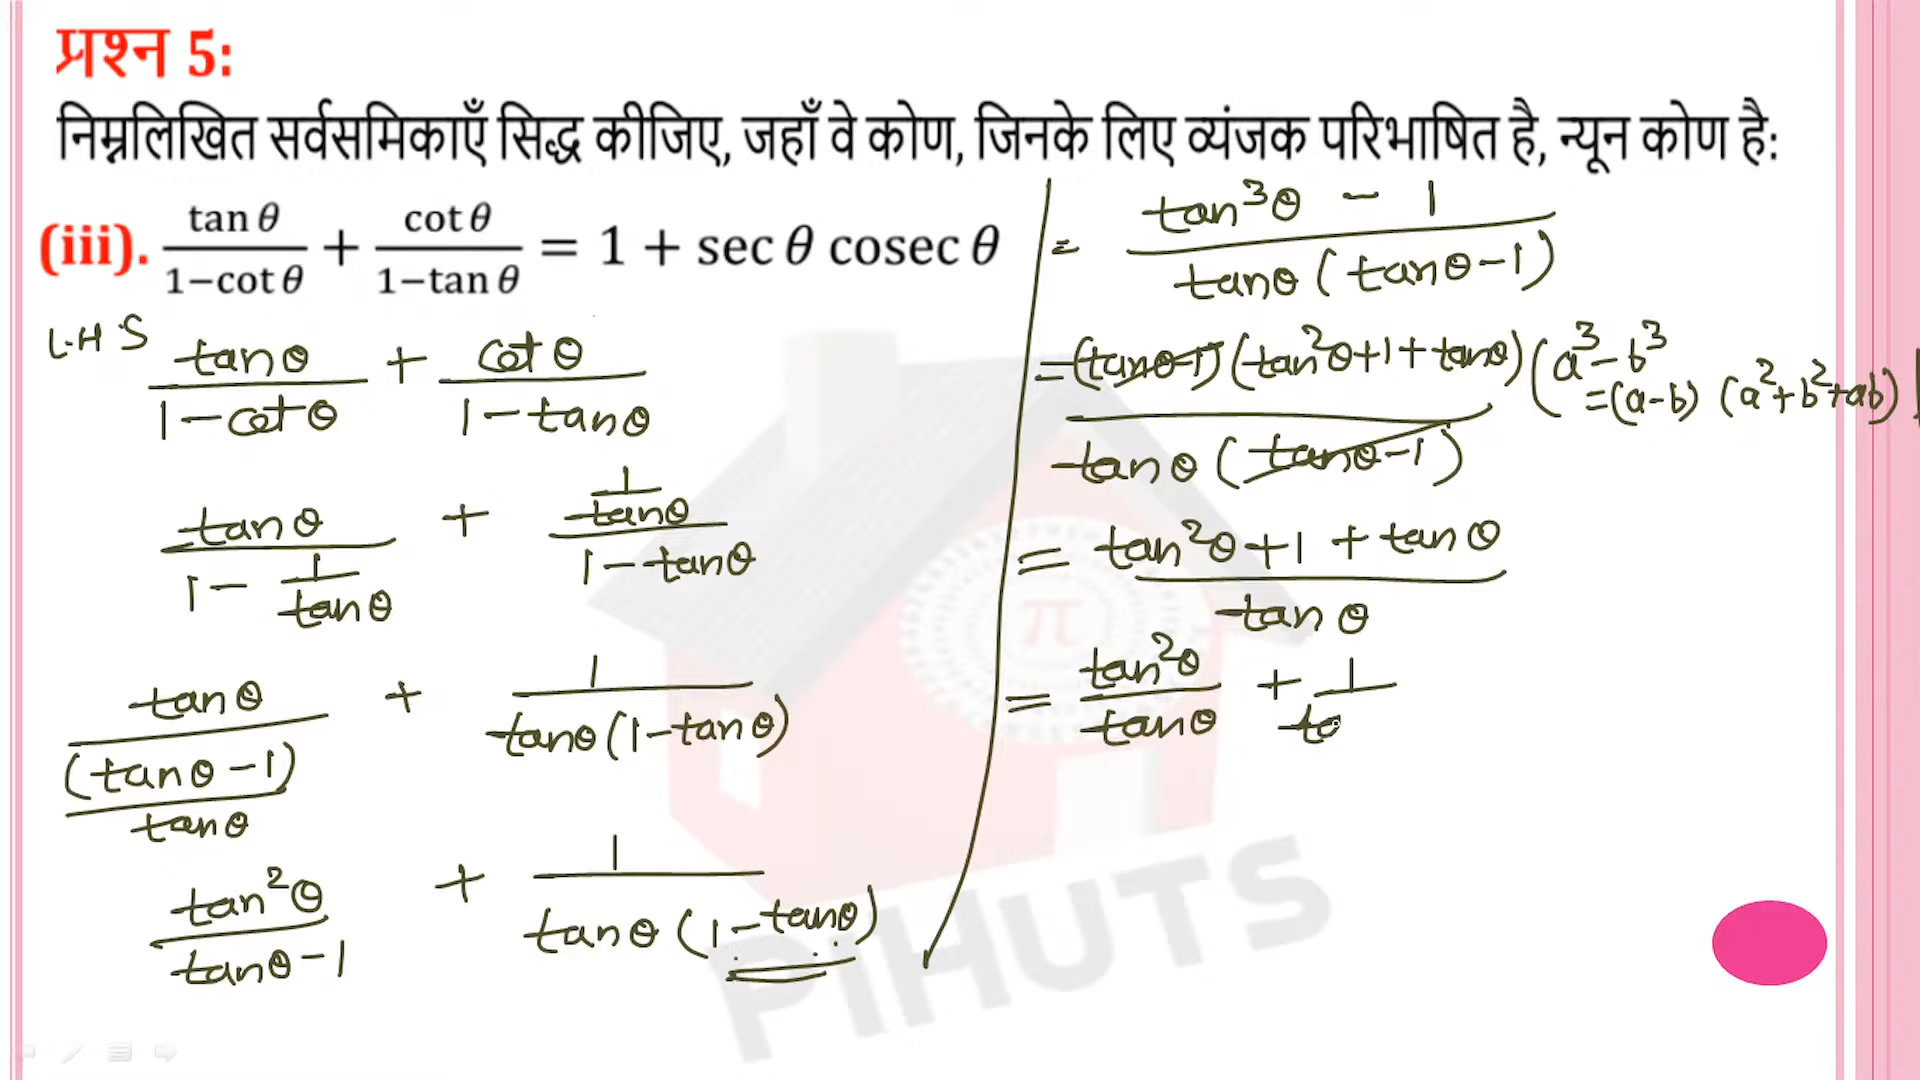 प्रश्न 5:
निम्नलिखित सर्वसमिकाएँ सिद्ध कीजिए, जहाँ वे कोण, जिनके लिए व्यंजक परिभाषित है, न्यून कोण है:
(iii). tan θ / 1−cot θ + cot θ / 1−tan θ = 1 + sec θ cosec θ
L.H.S tanθ / 1−cotθ + cotθ / 1−tanθ
tanθ / (1 − 1/tanθ) + (1/tanθ) / (1−tanθ)
tanθ / ((tanθ−1) / tanθ) + 1 / tanθ(1−tanθ)
tan²θ / tanθ−1 + 1 / tanθ(1−tanθ)
= tan³θ − 1 / tanθ(tanθ−1)
= (tanθ−1)(tan²θ+1+tanθ) / tanθ(tanθ−1) (a³−b³
=(a−b)(a²+b²+ab)
= tan²θ+1+tanθ / tanθ
= tan²θ / tanθ + 1 / ta
PiHUTS
π